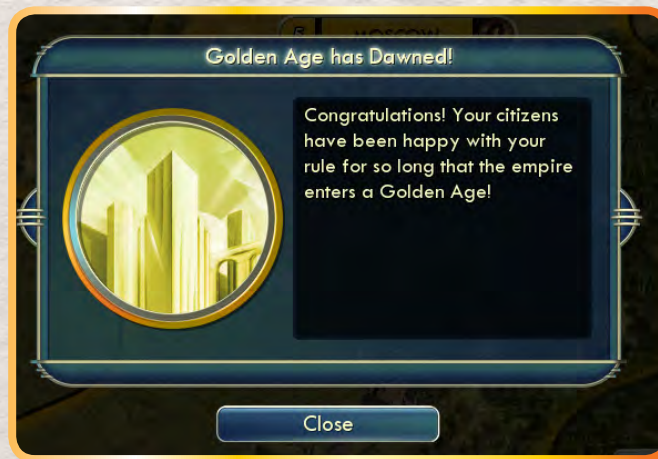 MOSCOW
Golden Age has Dawned!
Congratulations! Your citizens
have been happy with your
rule for so long that the empire
enters a Golden Age!
Close